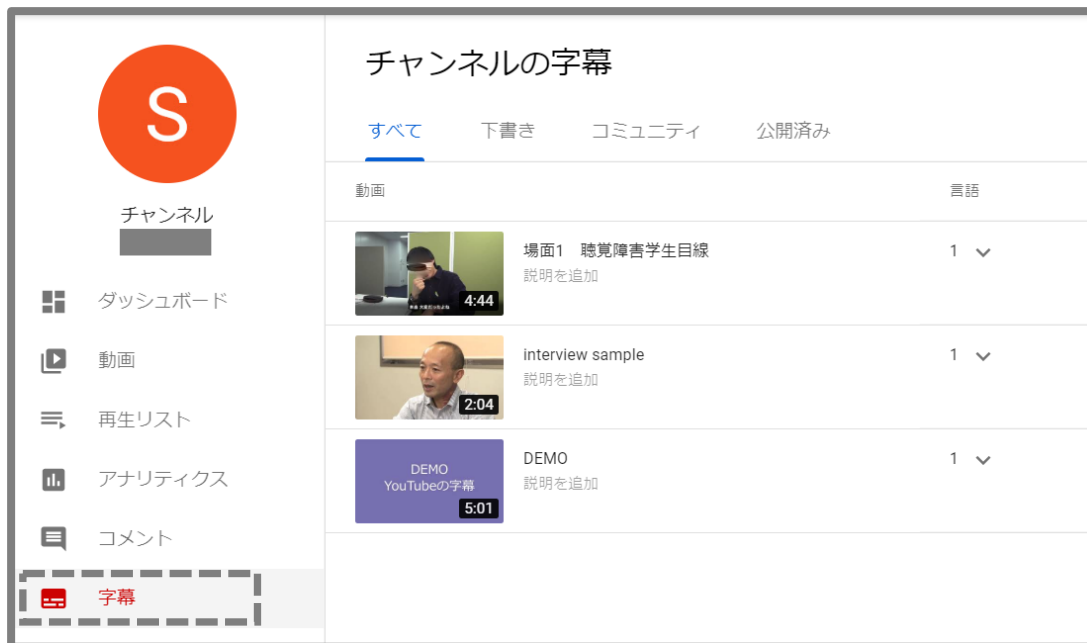 S
チャンネル
ダッシュボード
動画
再生リスト
アナリティクス
コメント
字幕
チャンネルの字幕
すべて 下書き コミュニティ 公開済み
動画 言語
4:44
場面1 聴覚障害学生目線 1
説明を追加
2:04
interview sample 1
説明を追加
DEMO
YouTubeの字幕
5:01
DEMO 1
説明を追加